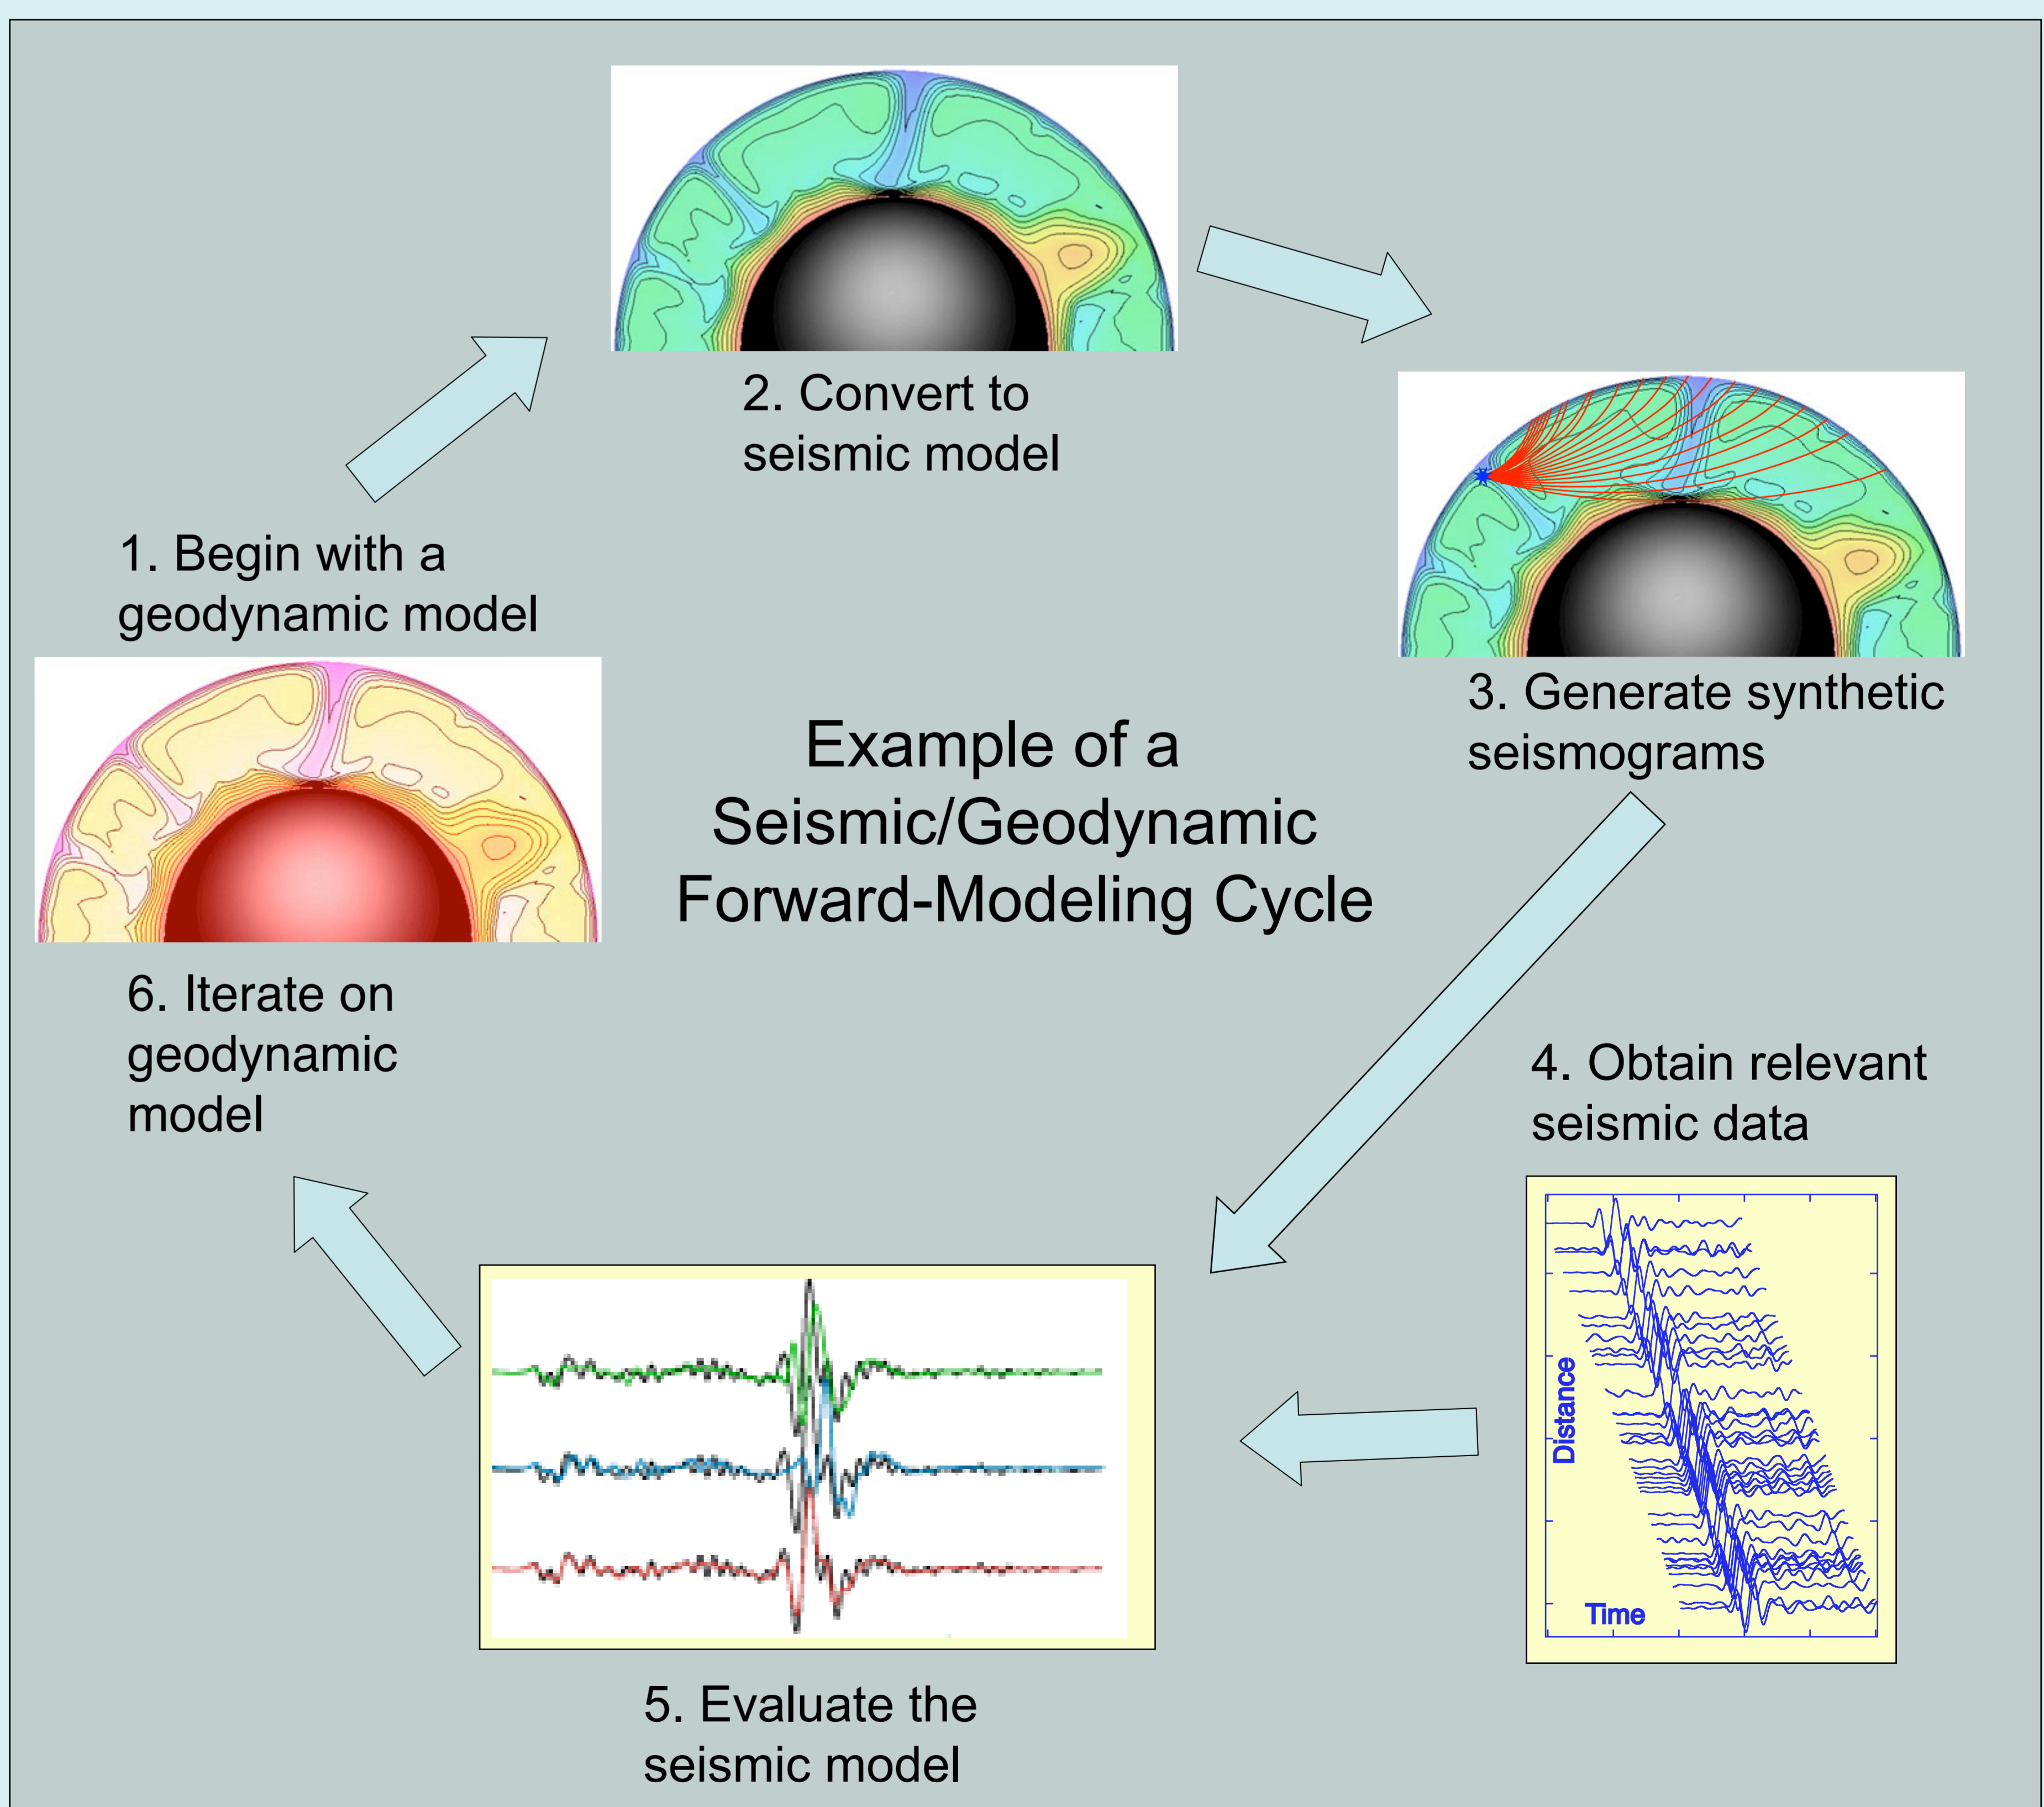 1. Begin with a
geodynamic model
2. Convert to
seismic model
3. Generate synthetic
seismograms
Example of a
Seismic/Geodynamic
Forward-Modeling Cycle
4. Obtain relevant
seismic data
Distance
Time
5. Evaluate the
seismic model
6. Iterate on
geodynamic
model